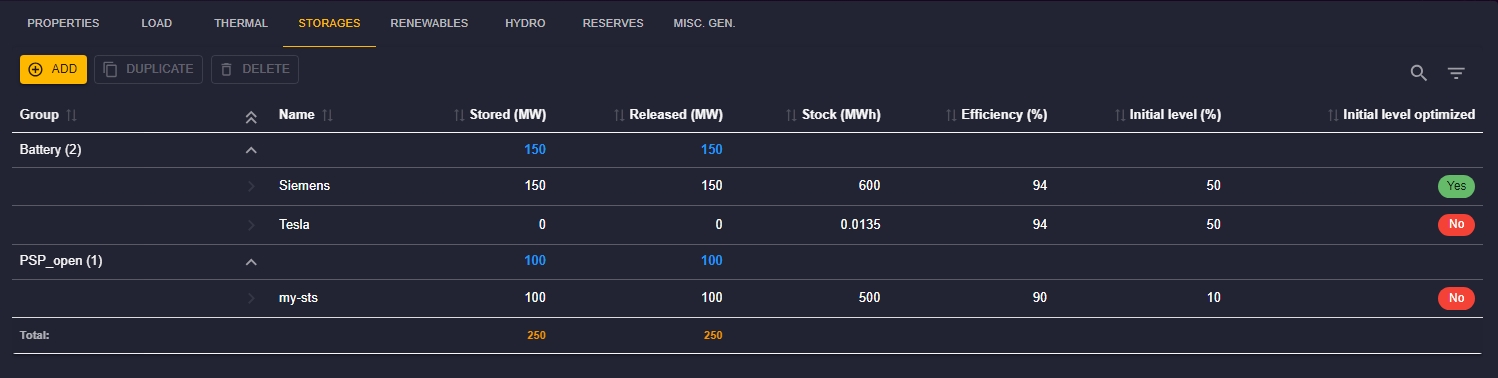 PROPERTIES LOAD THERMAL STORAGES RENEWABLES HYDRO RESERVES MISC. GEN.
ADD DUPLICATE DELETE
Group Name Stored (MW) Released (MW) Stock (MWh) Efficiency (%) Initial level (%) Initial level optimized
Battery (2) 150 150
Siemens 150 150 600 94 50 Yes
Tesla 0 0 0.0135 94 50 No
PSP_open (1) 100 100
my-sts 100 100 500 90 10 No
Total: 250 250